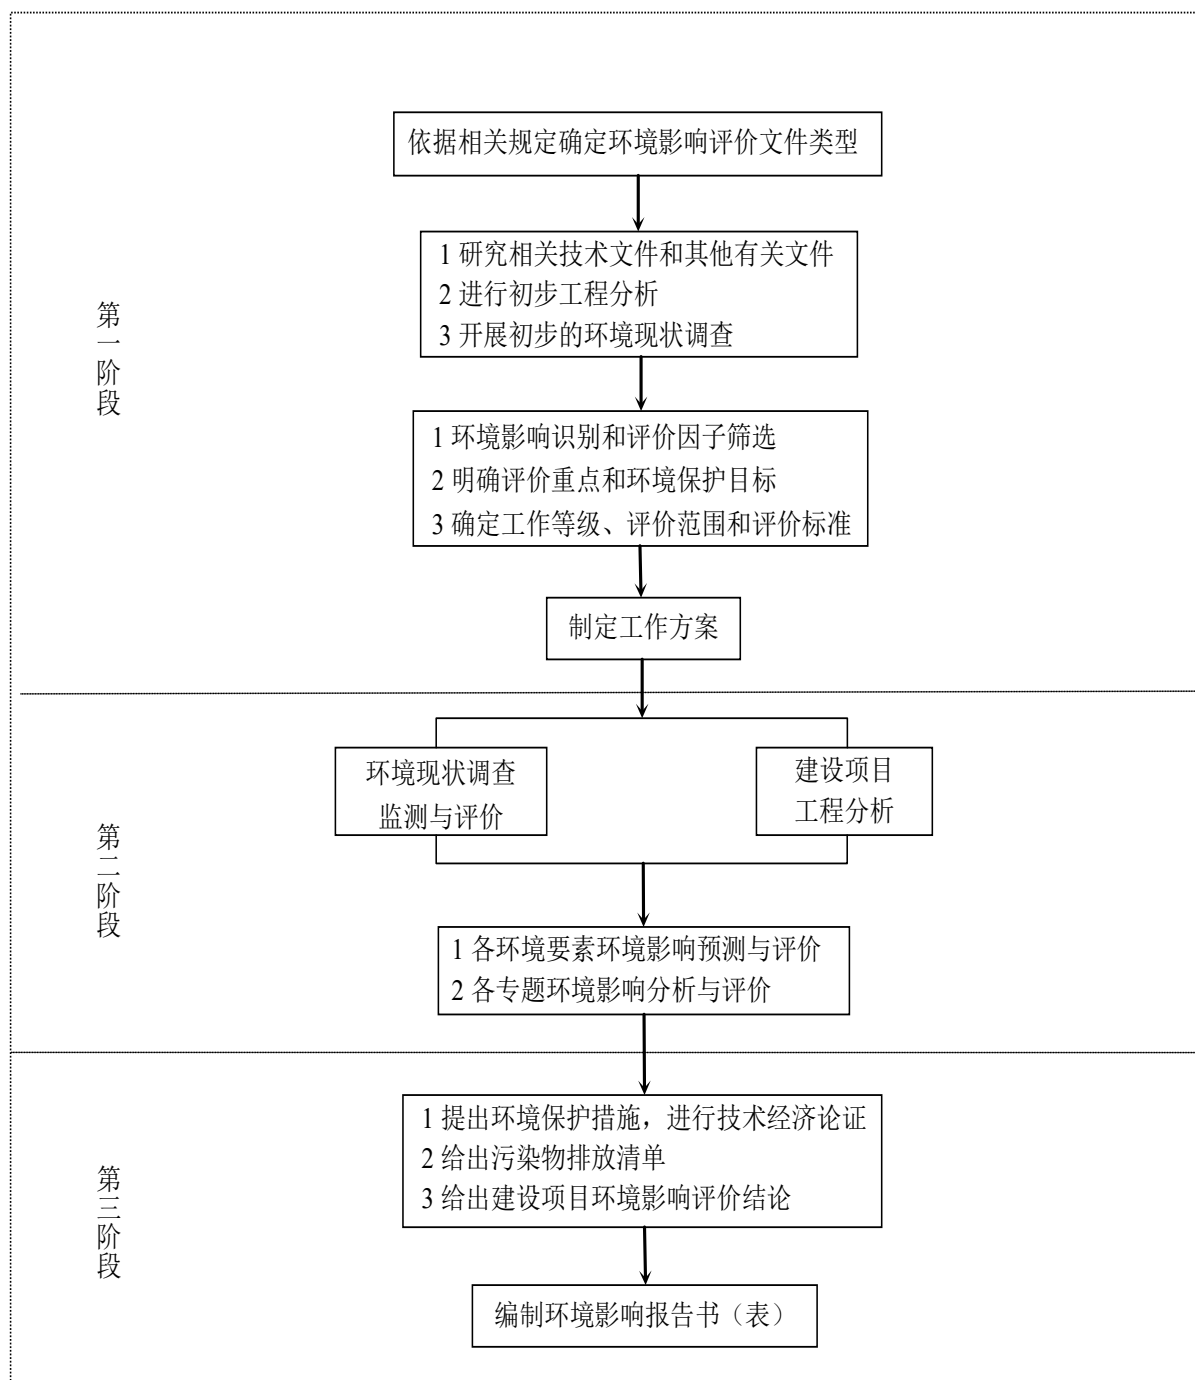 依据相关规定确定环境影响评价文件类型
1 研究相关技术文件和其他有关文件
2 进行初步工程分析
3 开展初步的环境现状调查
第一阶段
1 环境影响识别和评价因子筛选
2 明确评价重点和环境保护目标
3 确定工作等级、评价范围和评价标准
制定工作方案
环境现状调查
监测与评价
建设项目
工程分析
第二阶段
1 各环境要素环境影响预测与评价
2 各专题环境影响分析与评价
1 提出环境保护措施，进行技术经济论证
2 给出污染物排放清单
3 给出建设项目环境影响评价结论
第三阶段
编制环境影响报告书（表）